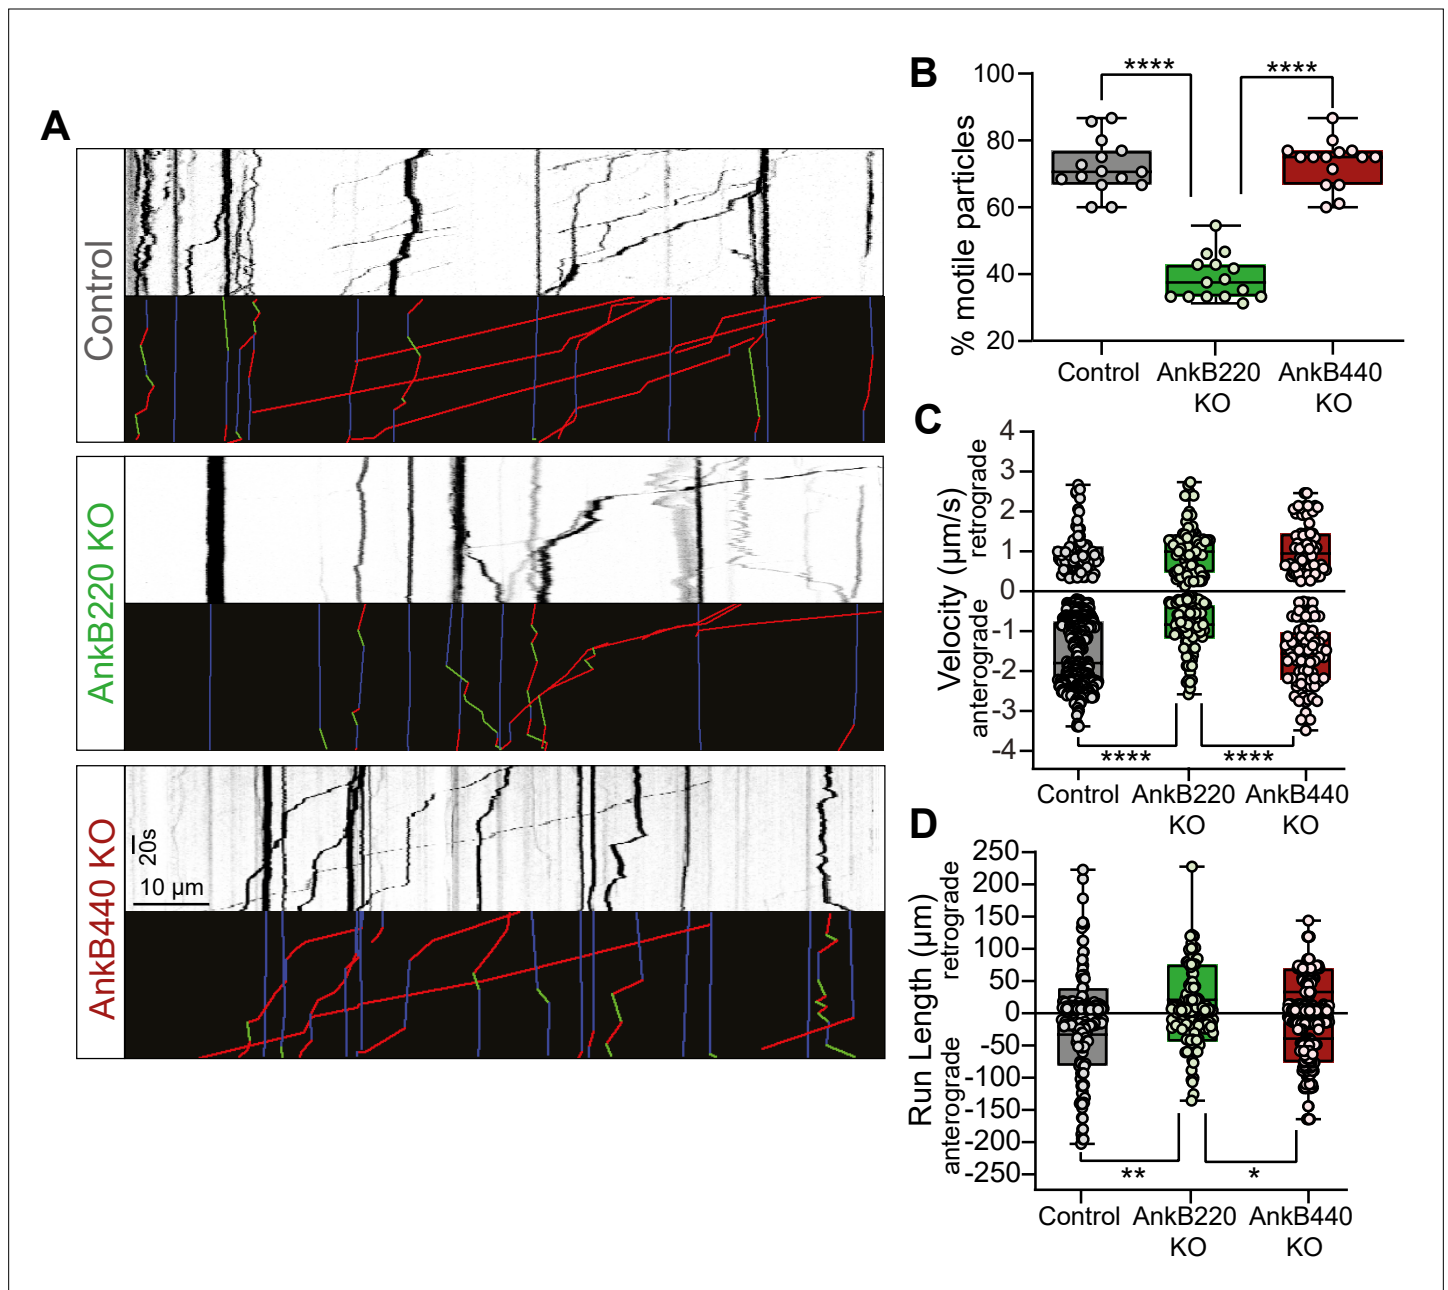 A
Control
AnkB220 KO
AnkB440 KO
20s
10 µm
B
****
****
% motile particles
100
80
60
40
20
Control
AnkB220 KO
AnkB440 KO
C
Velocity (µm/s)
anterograde
retrograde
4
3
2
1
0
-1
-2
-3
-4
****
****
Control
AnkB220 KO
AnkB440 KO
D
Run Length (µm)
anterograde
retrograde
250
200
150
100
50
0
-50
-100
-150
-200
-250
**
*
Control
AnkB220 KO
AnkB440 KO